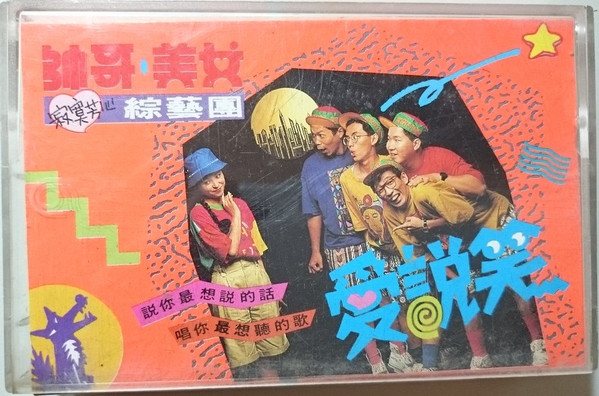 帥哥·美女
寂寞芳心 綜藝團
愛說笑
說你最想說的話
唱你最想聽的歌